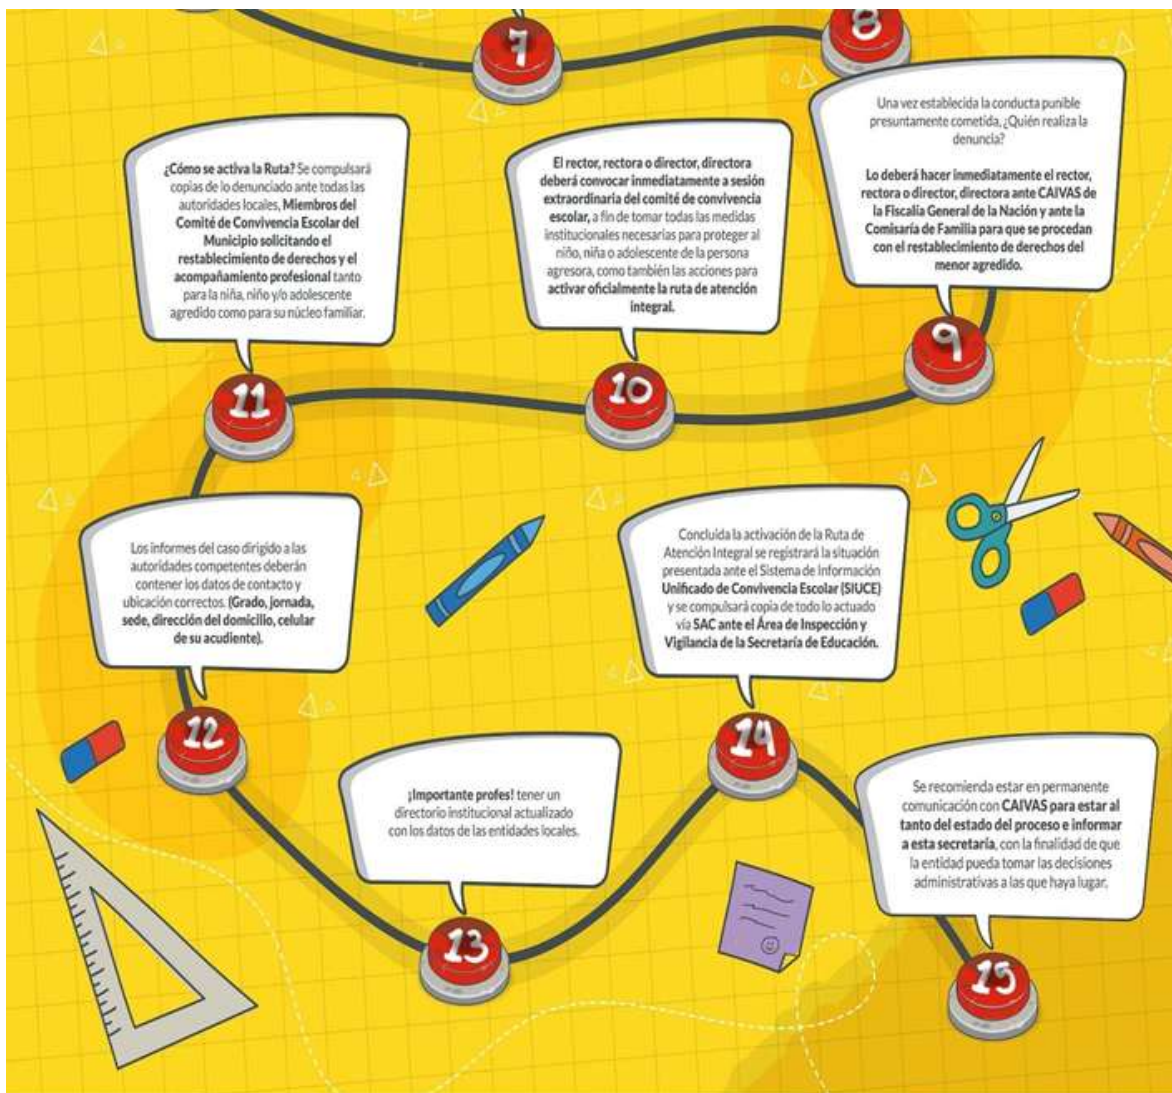 7
8
Una vez establecida la conducta punible
presuntamente cometida, ¿Quién realiza la
denuncia?
Lo deberá hacer inmediatamente el rector,
rectora o director, directora ante CAIVAS de
la Fiscalía General de la Nación y ante la
Comisaría de Familia para que se procedan
con el restablecimiento de derechos del
menor agredido.
9
El rector, rectora o director, directora
deberá convocar inmediatamente a sesión
extraordinaria del comité de convivencia
escolar, a fin de tomar todas las medidas
institucionales necesarias para proteger al
niño, niña o adolescente de la persona
agresora, como también las acciones para
activar oficialmente la ruta de atención
integral.
10
¿Cómo se activa la Ruta? Se compulsará
copias de lo denunciado ante todas las
autoridades locales, Miembros del
Comité de Convivencia Escolar del
Municipio solicitando el
restablecimiento de derechos y el
acompañamiento profesional tanto
para la niña, niño y/o adolescente
agredido como para su núcleo familiar.
11
Los informes del caso dirigido a las
autoridades competentes deberán
contener los datos de contacto y
ubicación correctos. (Grado, jornada,
sede, dirección del domicilio, celular
de su acudiente).
12
¡Importante profes! tener un
directorio institucional actualizado
con los datos de las entidades locales.
13
Concluida la activación de la Ruta de
Atención Integral se registrará la situación
presentada ante el Sistema de Información
Unificado de Convivencia Escolar (SIUCE)
y se compulsará copia de todo lo actuado
vía SAC ante el Área de Inspección y
Vigilancia de la Secretaría de Educación.
14
Se recomienda estar en permanente
comunicación con CAIVAS para estar al
tanto del estado del proceso e informar
a esta secretaría, con la finalidad de que
la entidad pueda tomar las decisiones
administrativas a las que haya lugar.
15